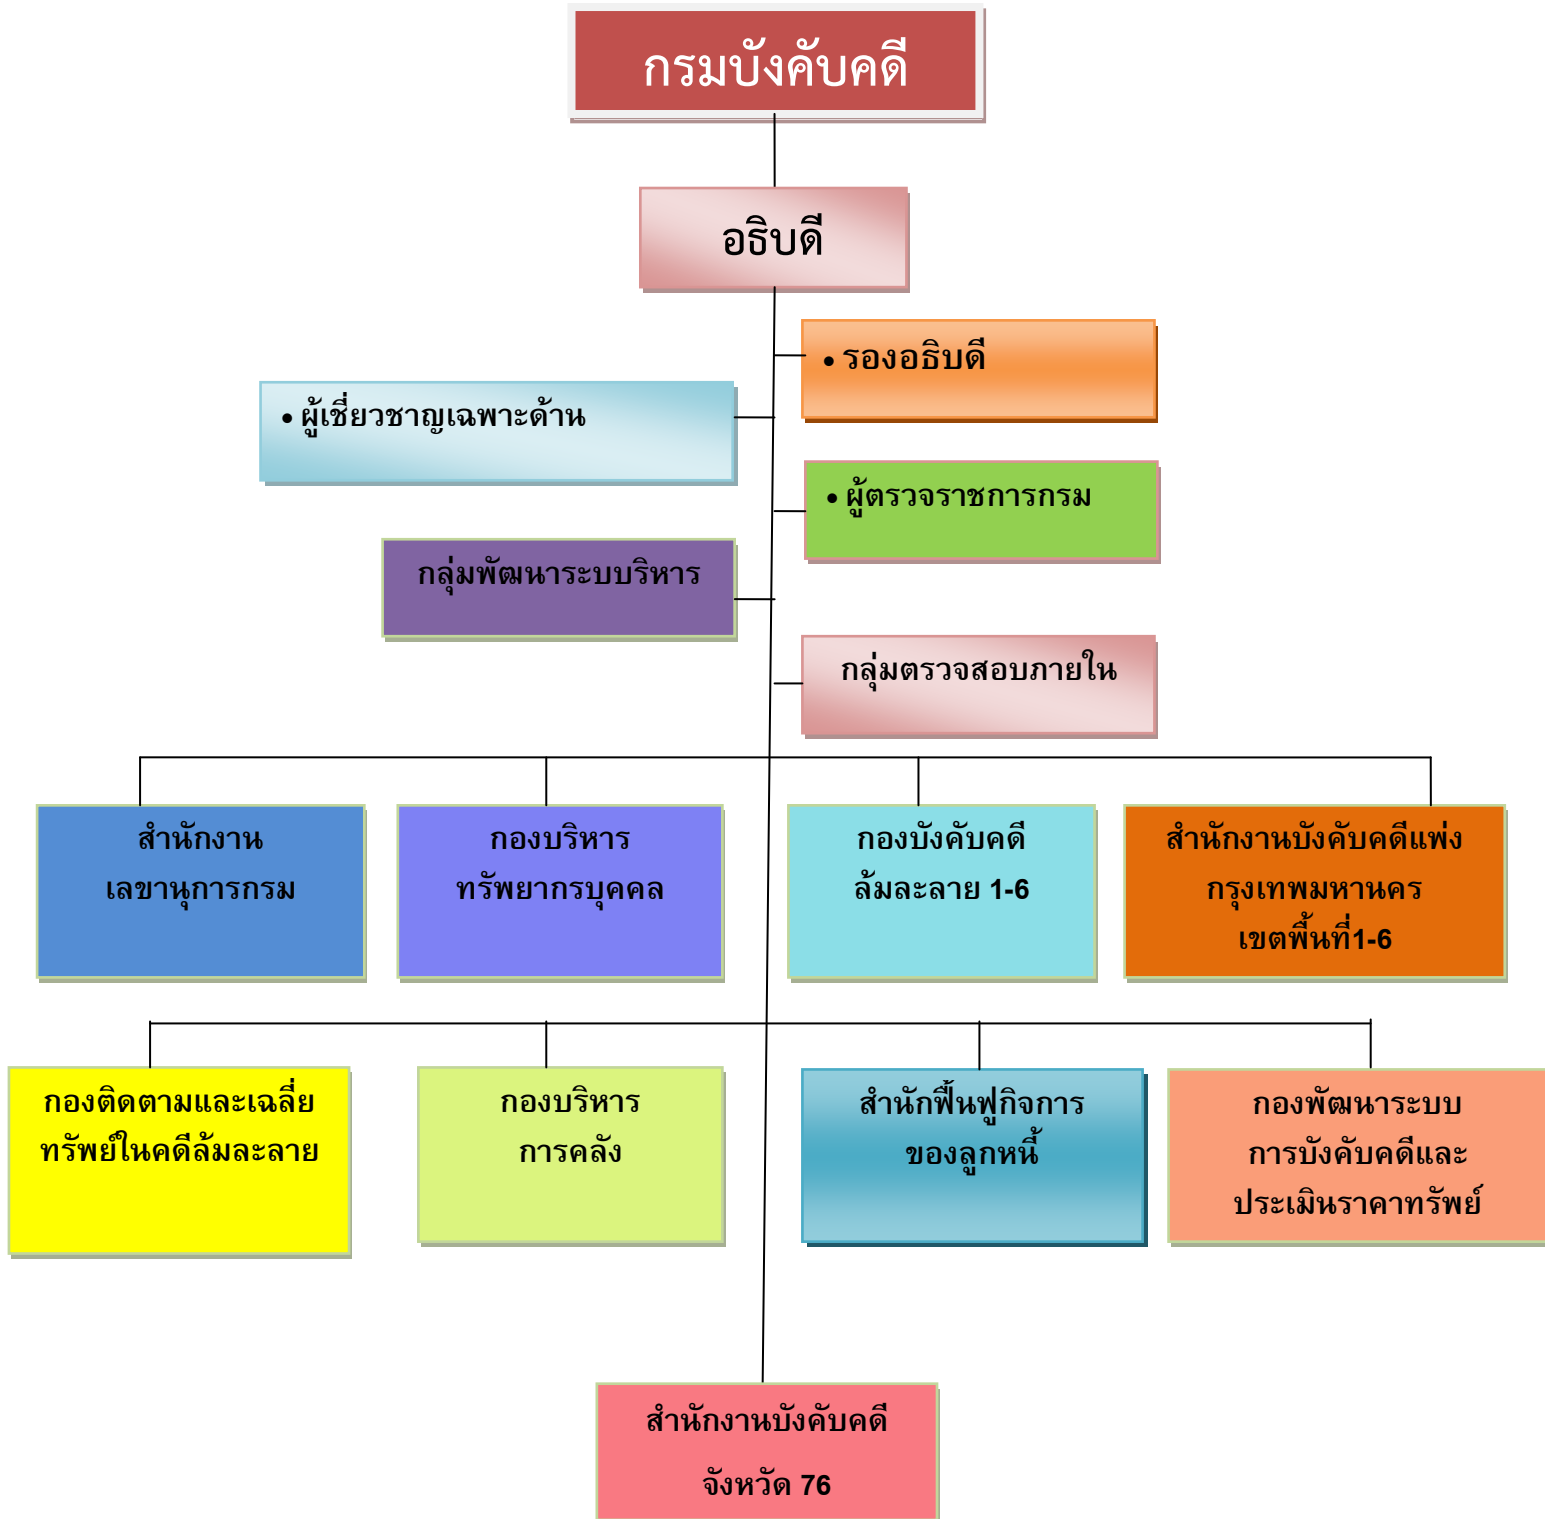 กรมบังคับคดี
อธิบดี
• รองอธิบดี
• ผู้เชี่ยวชาญเฉพาะด้าน
• ผู้ตรวจราชการกรม
กลุ่มพัฒนาระบบริหาร
กลุ่มตรวจสอบภายใน
สำนักงาน
เลขานุการกรม
กองบริหาร
ทรัพยากรบุคคล
กองบังคับคดี
ล้มละลาย 1-6
สำนักงานบังคับคดีแพ่ง
กรุงเทพมหานคร
เขตพื้นที่1-6
กองติดตามและเฉลี่ย
ทรัพย์ในคดีล้มละลาย
กองบริหาร
การคลัง
สำนักฟื้นฟูกิจการ
ของลูกหนี้
กองพัฒนาระบบ
การบังคับคดีและ
ประเมินราคาทรัพย์
สำนักงานบังคับคดี
จังหวัด 76